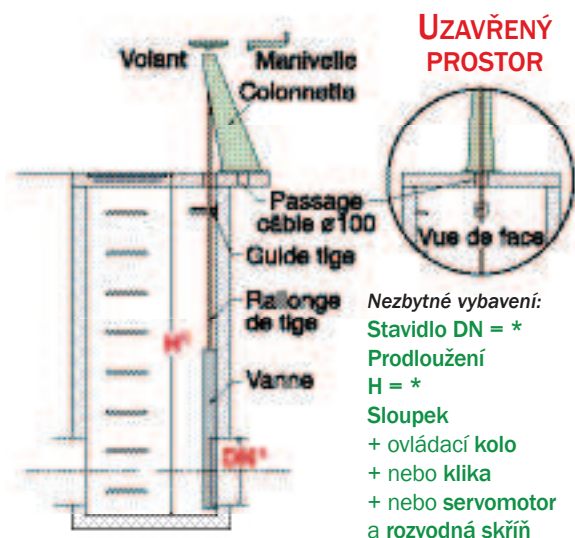 UZAVŘENÝ
PROSTOR
Volant
Manivelle
Colonnette
Passage
câble ø100
Guide tige
Rallonge
de tige
Vanne
H*
DN*
Vue de face
Nezbytné vybavení:
Stavidlo DN = *
Prodloužení
H = *
Sloupek
+ ovládací kolo
+ nebo klika
+ nebo servomotor
a rozvodná skříň